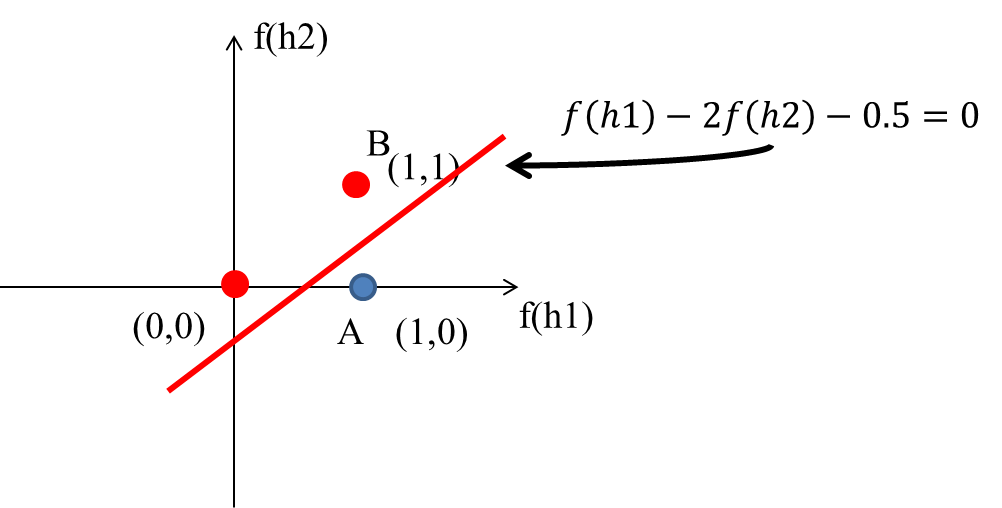 f(h2)
f(h1) − 2f(h2) − 0.5 = 0
B
(1,1)
(0,0)
A
(1,0)
f(h1)